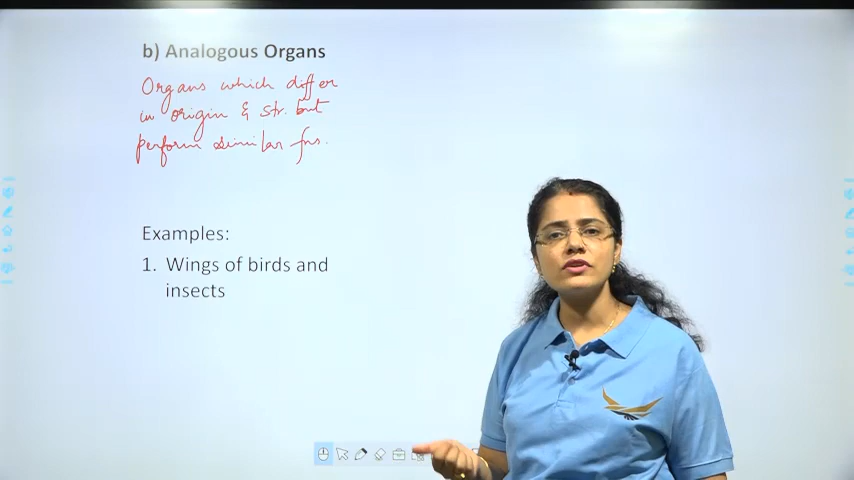 b) Analogous Organs
Organs which differ
in origin & str. but
perform similar fns.
Examples:
1. Wings of birds and
insects